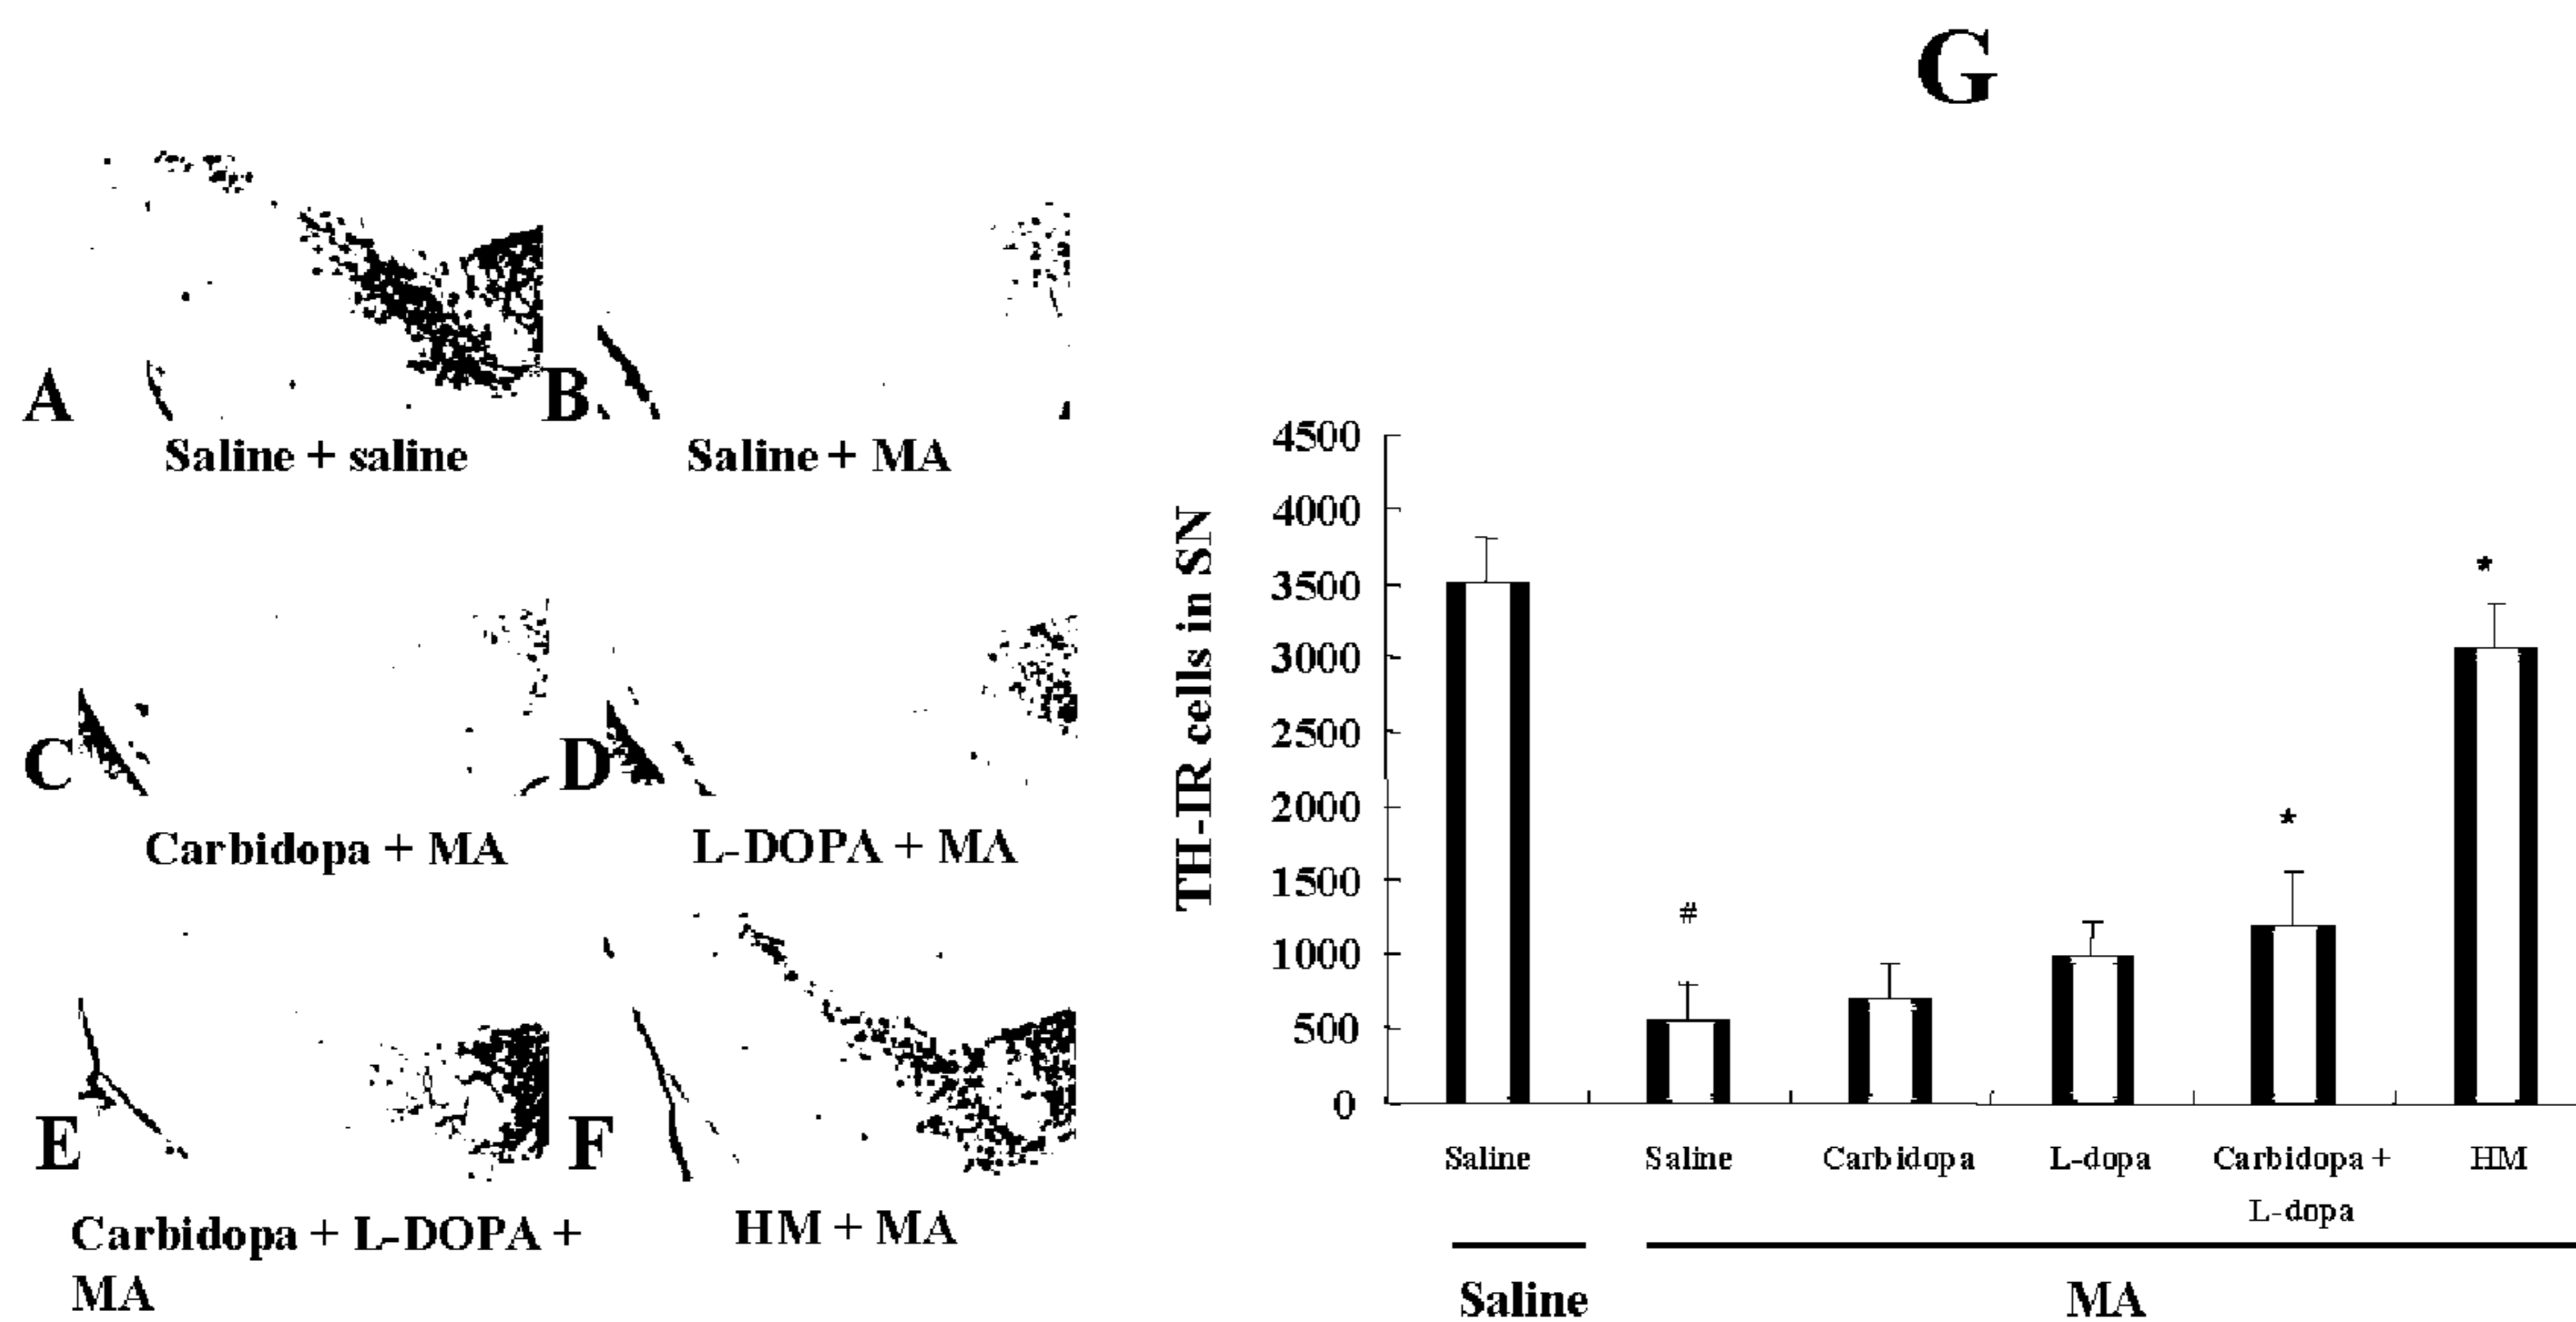 G
A
Saline + saline
B
Saline + MA
C
Carbidopa + MA
D
L-DOPA + MA
E
Carbidopa + L-DOPA +
MA
F
HM + MA
TH-IR cells in SN
4500
4000
3500
3000
2500
2000
1500
1000
500
0
*
*
#
Saline
Saline
Carbidopa
L-dopa
Carbidopa +
L-dopa
HM
Saline
MA